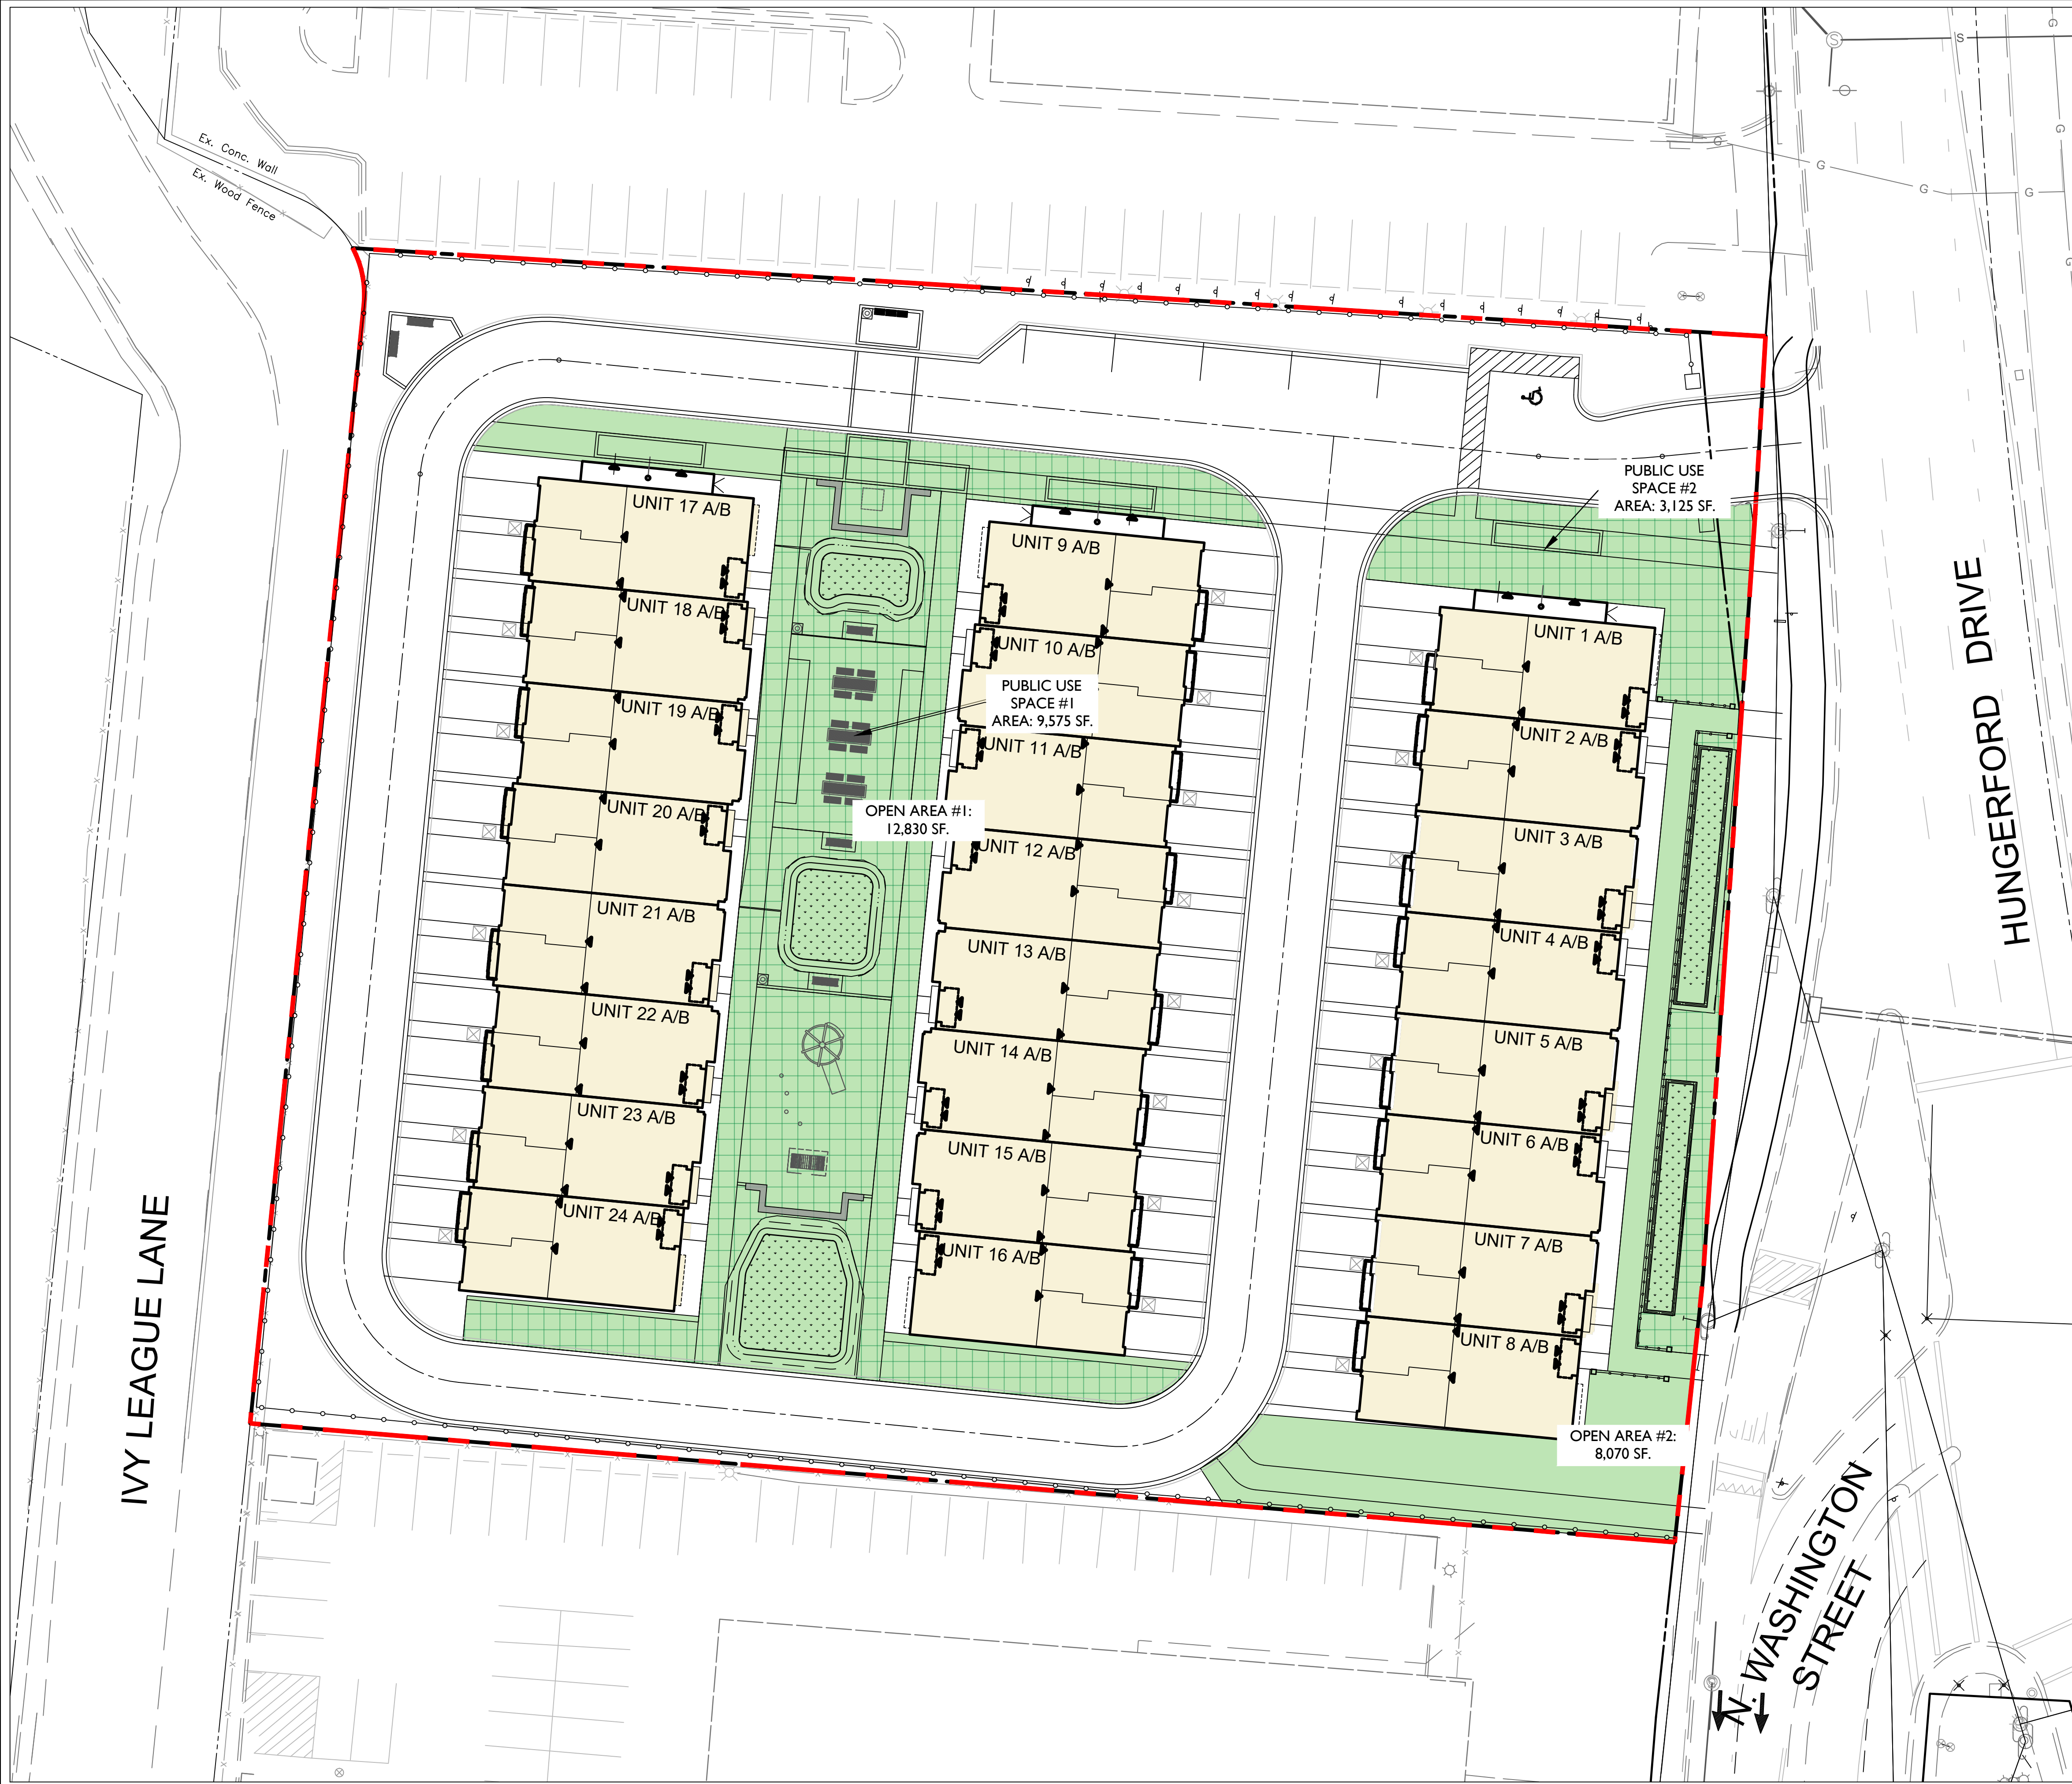 S
S
G
G
G
G
G
G
G
Ex. Conc. Wall
Ex. Wood Fence
PUBLIC USE
SPACE #2
AREA: 3,125 SF.
UNIT 17 A/B
UNIT 9 A/B
UNIT 18 A/B
UNIT 1 A/B
UNIT 10 A/B
PUBLIC USE
SPACE #1
AREA: 9,575 SF.
UNIT 19 A/B
UNIT 2 A/B
UNIT 11 A/B
UNIT 20 A/B
OPEN AREA #1:
12,830 SF.
UNIT 3 A/B
UNIT 12 A/B
UNIT 21 A/B
UNIT 4 A/B
UNIT 13 A/B
UNIT 22 A/B
UNIT 5 A/B
UNIT 14 A/B
UNIT 23 A/B
UNIT 6 A/B
UNIT 15 A/B
UNIT 24 A/B
UNIT 7 A/B
UNIT 16 A/B
UNIT 8 A/B
OPEN AREA #2:
8,070 SF.
HUNGERFORD DRIVE
IVY LEAGUE LANE
N. WASHINGTON
STREET